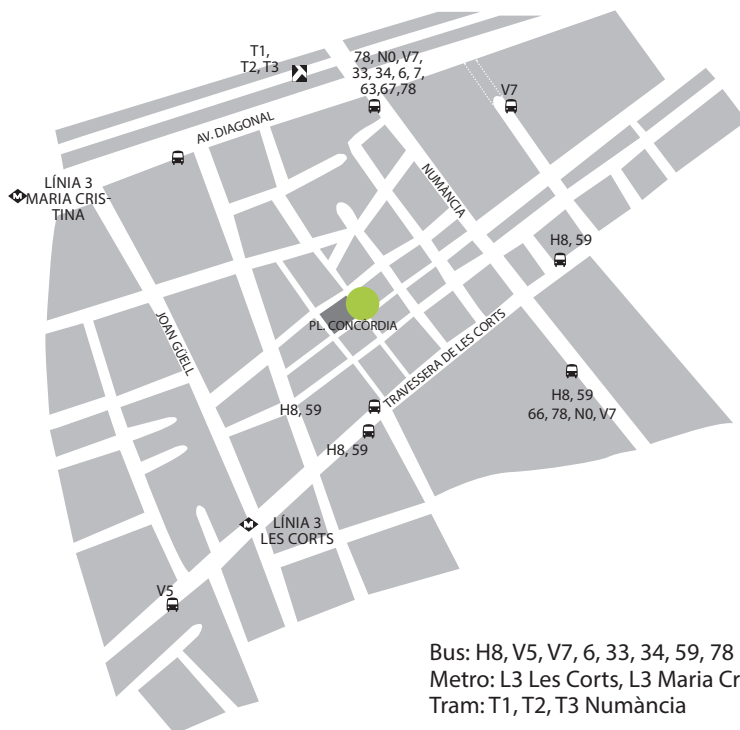 T1,
T2, T3
78, N0, V7,
33, 34, 6, 7,
63,67,78
V7
AV. DIAGONAL
LÍNIA 3
MARIA CRIS-
TINA
NUMÀNCIA
H8, 59
PL. CONCÒRDIA
JOAN GÜELL
TRAVESSERA DE LES CORTS
H8, 59
H8, 59
66, 78, N0, V7
H8, 59
M
LÍNIA 3
LES CORTS
V5
Bus: H8, V5, V7, 6, 33, 34, 59, 78
Metro: L3 Les Corts, L3 Maria Cr
Tram: T1, T2, T3 Numància